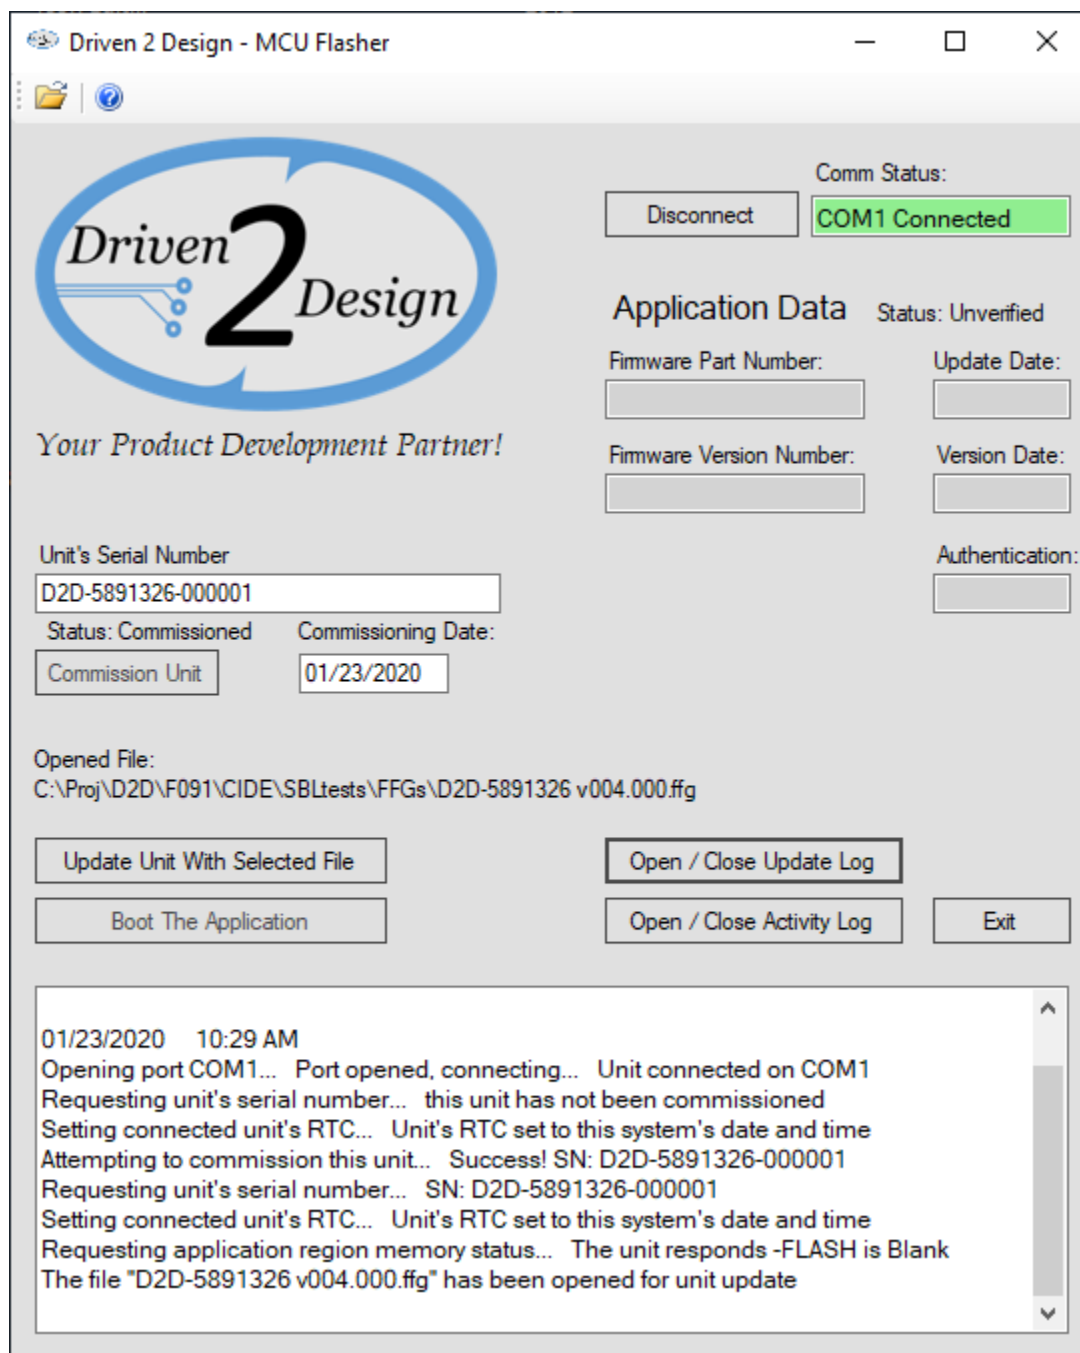 Driven 2 Design - MCU Flasher
Driven
2
Design
Your Product Development Partner!
Comm Status:
Disconnect
COM1 Connected
Application Data
Status: Unverified
Firmware Part Number:
Update Date:
Firmware Version Number:
Version Date:
Authentication:
Unit's Serial Number
D2D-5891326-000001
Status: Commissioned
Commissioning Date:
Commission Unit
01/23/2020
Opened File:
C:\Proj\D2D\F091\CIDE\SBLtests\FFGs\D2D-5891326 v004.000.ffg
Update Unit With Selected File
Open / Close Update Log
Boot The Application
Open / Close Activity Log
Exit
01/23/2020 10:29 AM
Opening port COM1... Port opened, connecting... Unit connected on COM1
Requesting unit's serial number... this unit has not been commissioned
Setting connected unit's RTC... Unit's RTC set to this system's date and time
Attempting to commission this unit... Success! SN: D2D-5891326-000001
Requesting unit's serial number... SN: D2D-5891326-000001
Setting connected unit's RTC... Unit's RTC set to this system's date and time
Requesting application region memory status... The unit responds -FLASH is Blank
The file "D2D-5891326 v004.000.ffg" has been opened for unit update